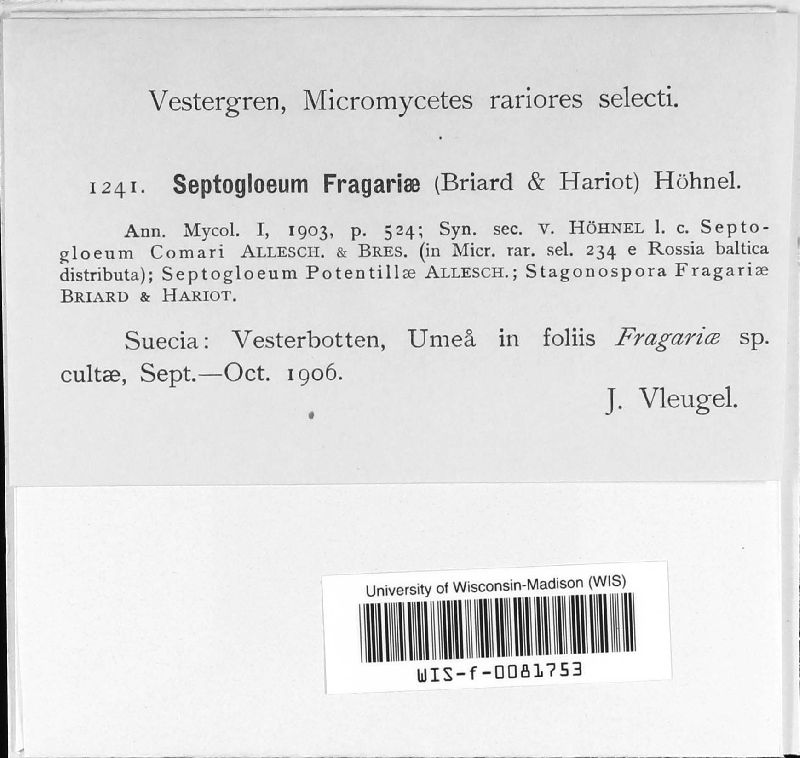 Vestergren, Micromycetes rariores selecti.
1241. Septogloeum Fragariæ (Briard & Hariot) Höhnel.
Ann. Mycol. I, 1903, p. 524; Syn. sec. V. HÖHNEL l. c. Septo-
gloeum Comari ALLESCH. & BRES. (in Micr. rar. sel. 234 e Rossia baltica
distributa); Septogloeum Potentillæ ALLESCH.; Stagonospora Fragariæ
BRIARD & HARIOT.
Suecia: Vesterbotten, Umeå in foliis Fragariæ sp.
cultæ, Sept.—Oct. 1906.
J. Vleugel.
University of Wisconsin-Madison (WIS)
WIS-f-0081753